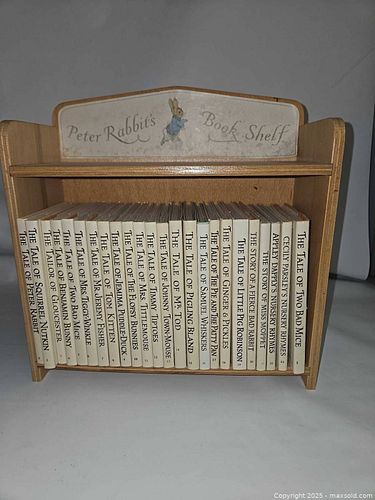 Peter Rabbit's Book Shelf
THE TALE OF PETER RABBIT
THE TALE OF SQUIRREL NUTKIN
THE TAILOR OF GLOUCESTER
THE TALE OF BENJAMIN BUNNY
THE TALE OF TWO BAD MICE
THE TALE OF MRS. TIGGY-WINKLE
THE TALE OF MR. JEREMY FISHER
THE TALE OF TOM KITTEN
THE TALE OF JEMIMA PUDDLE-DUCK
THE TALE OF THE FLOPSY BUNNIES
THE TALE OF MRS. TITTLEMOUSE
THE TALE OF TIMMY TIPTOES
THE TALE OF JOHNNY TOWN-MOUSE
THE TALE OF MR. TOD
THE TALE OF PIGLING BLAND
THE TALE OF SAMUEL WHISKERS
THE TALE OF THE PIE AND THE PATTY-PAN
THE TALE OF GINGER & PICKLES
THE TALE OF LITTLE PIG ROBINSON
THE STORY OF A FIERCE BAD RABBIT
THE STORY OF MISS MOPPET
APPLEY DAPPLY'S NURSERY RHYMES
CECILY PARSLEY'S NURSERY RHYMES
THE TALE OF TWO BAD MICE
Copyright © 2025 - maxsold.com